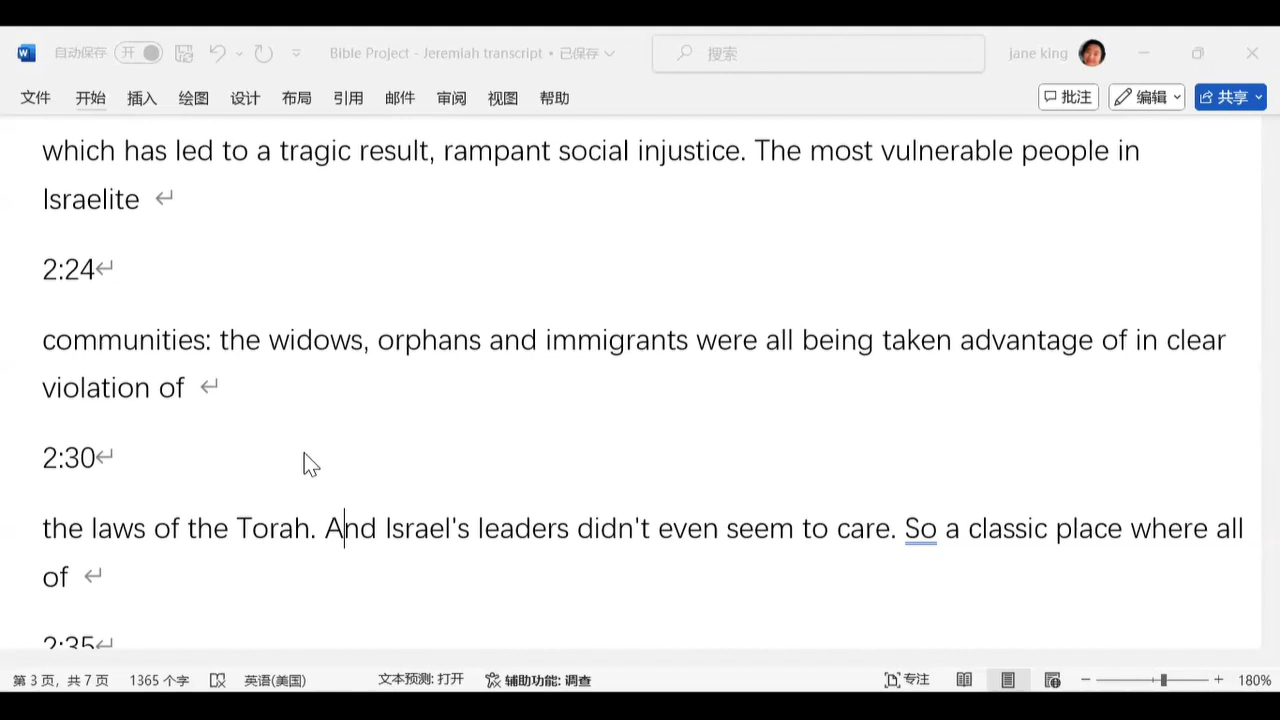 自动保存 开 Bible Project - Jeremiah transcript • 已保存 搜索 jane king
文件 开始 插入 绘图 设计 布局 引用 邮件 审阅 视图 帮助 批注 编辑 共享
which has led to a tragic result, rampant social injustice. The most vulnerable people in
Israelite ↵
2:24↵
communities: the widows, orphans and immigrants were all being taken advantage of in clear
violation of ↵
2:30↵
the laws of the Torah. And Israel's leaders didn't even seem to care. So a classic place where all
of ↵
2:35↵
第 3 页，共 7 页 1365 个字 英语(美国) 文本预测: 打开 辅助功能: 调查 专注 180%